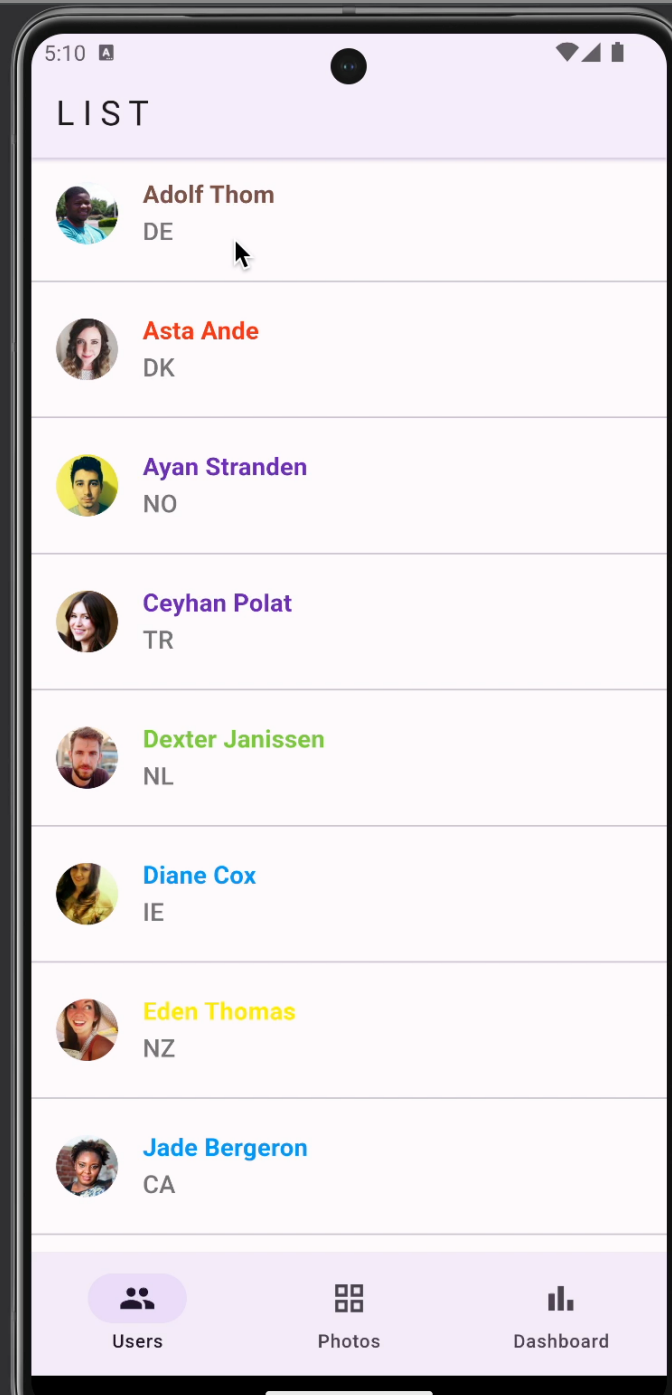 5:10 A
LIST
Adolf Thom
DE
Asta Ande
DK
Ayan Stranden
NO
Ceyhan Polat
TR
Dexter Janissen
NL
Diane Cox
IE
Eden Thomas
NZ
Jade Bergeron
CA
Users Photos Dashboard